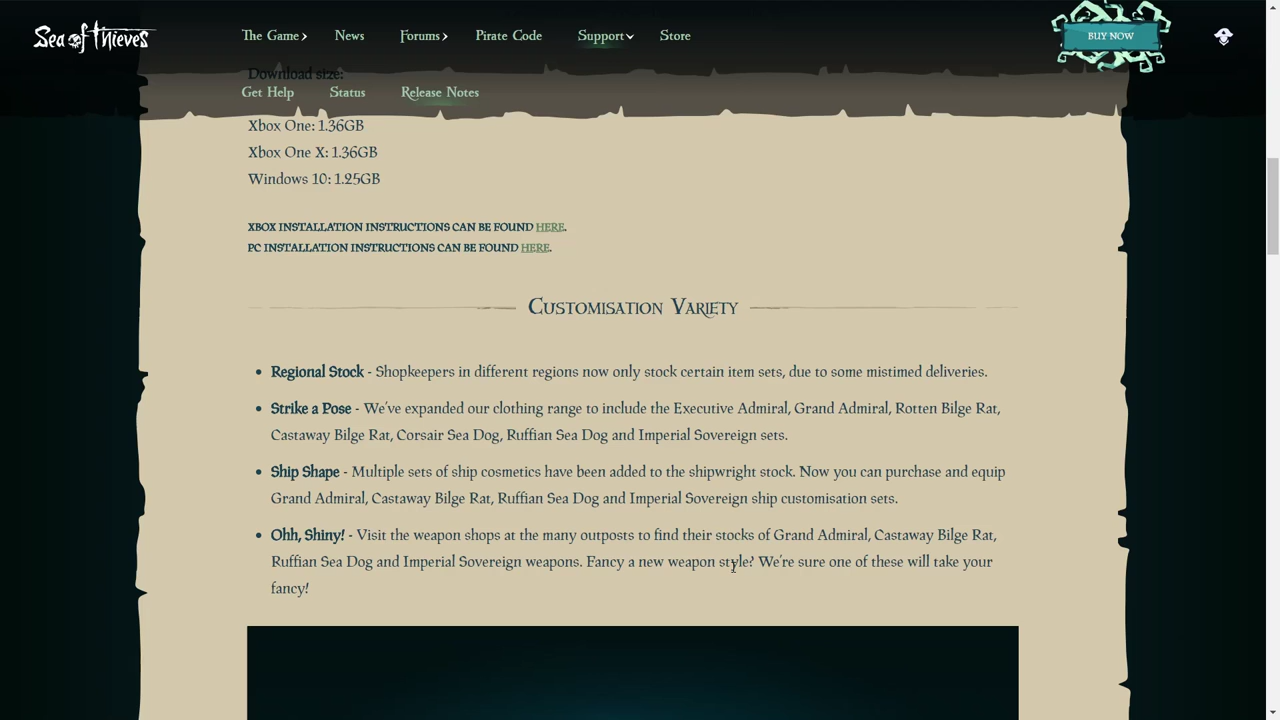 Sea of Thieves
The Game
News
Forums
Pirate Code
Support
Store
BUY NOW
Download size:
Get Help
Status
Release Notes
Xbox One: 1.36GB
Xbox One X: 1.36GB
Windows 10: 1.25GB
XBOX INSTALLATION INSTRUCTIONS CAN BE FOUND HERE.
PC INSTALLATION INSTRUCTIONS CAN BE FOUND HERE.
Customisation Variety
• Regional Stock - Shopkeepers in different regions now only stock certain item sets, due to some mistimed deliveries.
• Strike a Pose - We've expanded our clothing range to include the Executive Admiral, Grand Admiral, Rotten Bilge Rat,
Castaway Bilge Rat, Corsair Sea Dog, Ruffian Sea Dog and Imperial Sovereign sets.
• Ship Shape - Multiple sets of ship cosmetics have been added to the shipwright stock. Now you can purchase and equip
Grand Admiral, Castaway Bilge Rat, Ruffian Sea Dog and Imperial Sovereign ship customisation sets.
• Ohh, Shiny! - Visit the weapon shops at the many outposts to find their stocks of Grand Admiral, Castaway Bilge Rat,
Ruffian Sea Dog and Imperial Sovereign weapons. Fancy a new weapon style? We're sure one of these will take your
fancy!